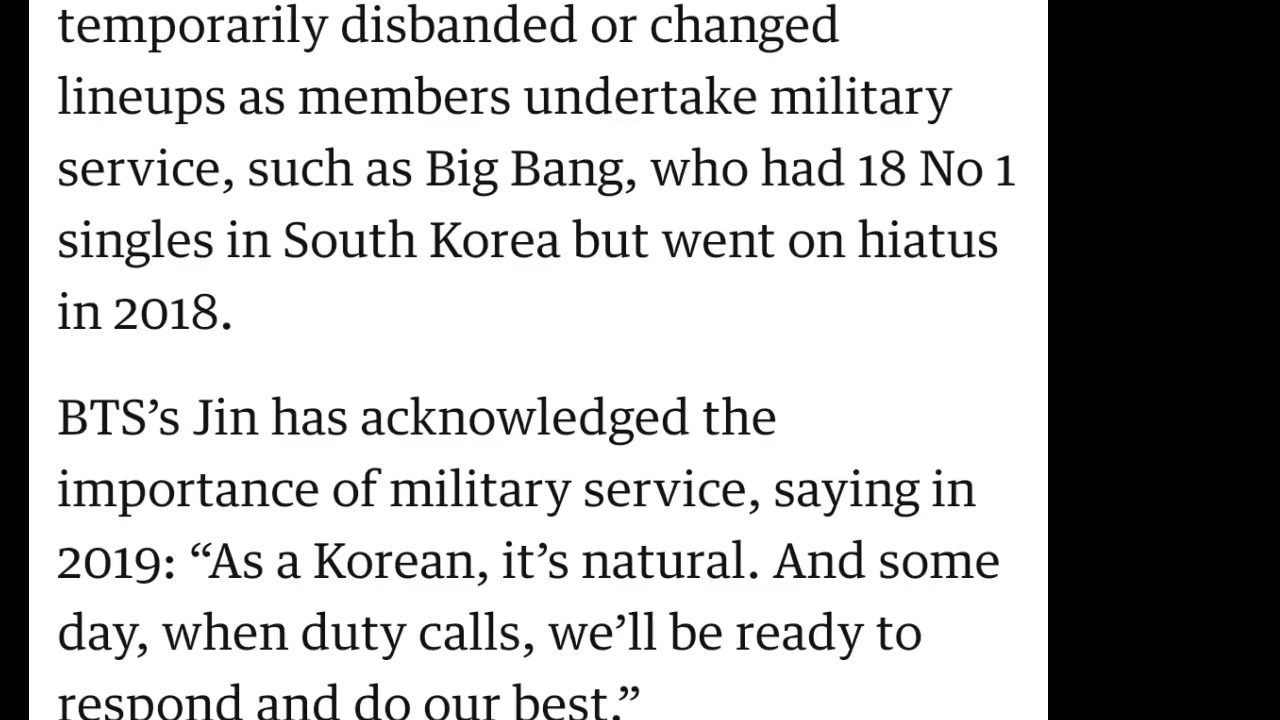 temporarily disbanded or changed
lineups as members undertake military
service, such as Big Bang, who had 18 No 1
singles in South Korea but went on hiatus
in 2018.
BTS’s Jin has acknowledged the
importance of military service, saying in
2019: “As a Korean, it’s natural. And some
day, when duty calls, we’ll be ready to
respond and do our best.”